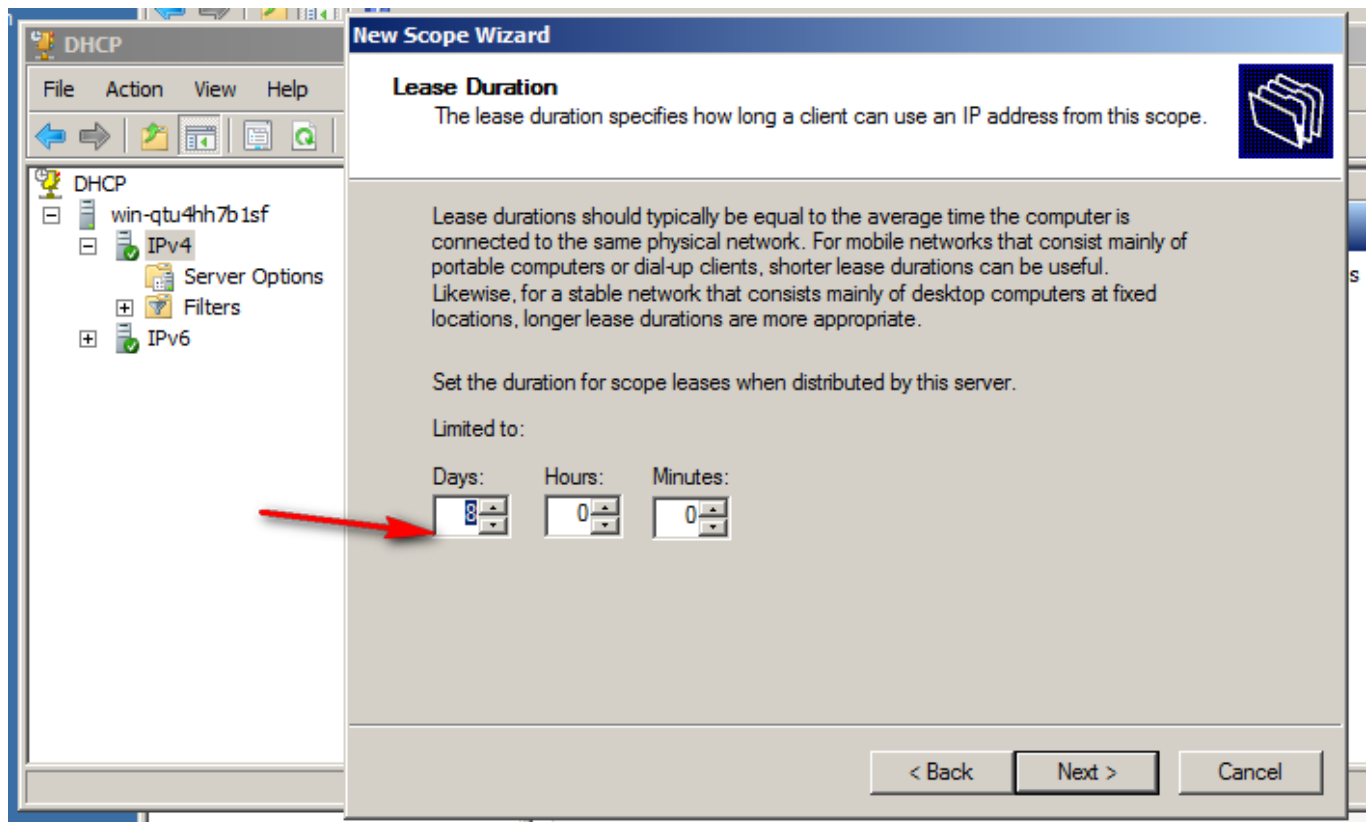 DHCP
File Action View Help
DHCP
win-qtu4hh7b1sf
IPv4
Server Options
Filters
IPv6
New Scope Wizard
Lease Duration
The lease duration specifies how long a client can use an IP address from this scope.
Lease durations should typically be equal to the average time the computer is
connected to the same physical network. For mobile networks that consist mainly of
portable computers or dial-up clients, shorter lease durations can be useful.
Likewise, for a stable network that consists mainly of desktop computers at fixed
locations, longer lease durations are more appropriate.
Set the duration for scope leases when distributed by this server.
Limited to:
Days: Hours: Minutes:
8 0 0
< Back Next > Cancel
s